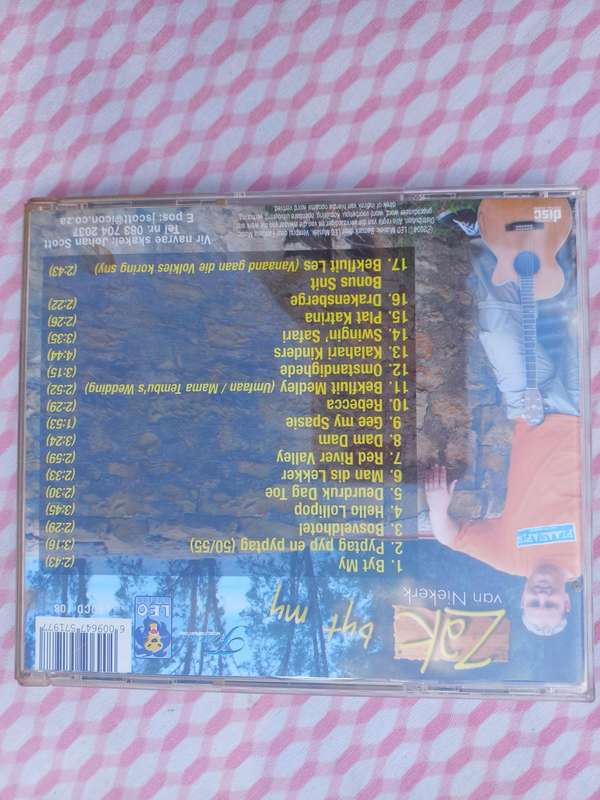 Zak
van Niekerk
byt my
LEO
6 009647 571977
1. Byt My (2:43)
2. Pyptag pyp en pyptag (50/55) (3:16)
3. Bosveldhotel (2:29)
4. Hello Lollipop (3:45)
5. Deurdruk Dag Toe (2:30)
6. Man dis Lekker (2:33)
7. Red River Valley (2:59)
8. Dam Dam (3:24)
9. Gee my Spasie (1:53)
10. Rebecca (2:29)
11. Bekfluit Medley (Umfaan / Mama Tembu's Wedding) (2:52)
12. Omstandighede (3:15)
13. Kalahari Kinders (4:44)
14. Swingin' Safari (3:35)
15. Plat Katrina (2:26)
16. Drakensberge (2:22)
Bonus Snit
17. Bekfluit Les (Vanaand gaan die Volkies koring sny) (2:43)
Vir navrae skakel Johan Scott
Tel nr. 083 704 2037
E pos: jscott@icon.co.za
disc